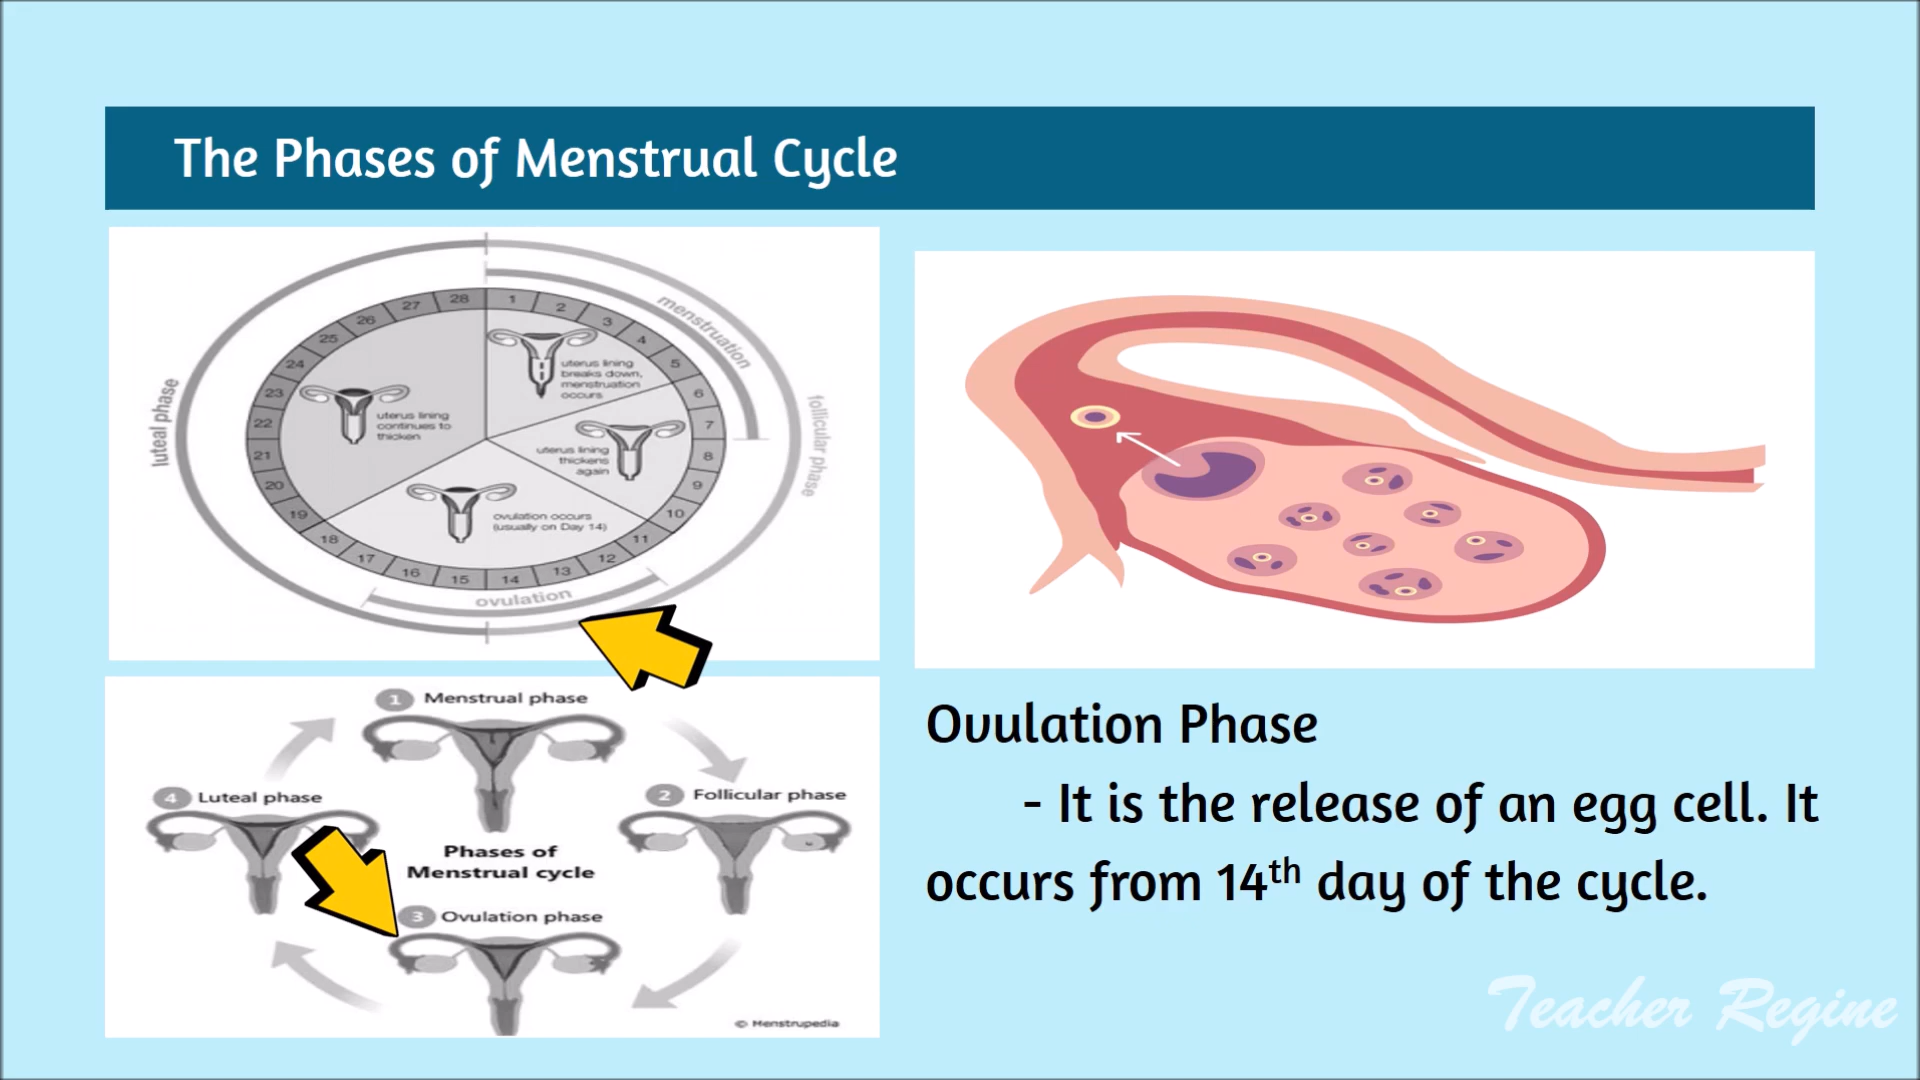 The Phases of Menstrual Cycle
28 1 2 3 4 5 6 7 8 9 10 11 12 13 14 15 16 17 18 19 20 21 22 23 24 25 26 27
menstruation
follicular phase
luteal phase
ovulation
uterus lining
breaks down,
menstruation
occurs
uterus lining
thickens
again
ovulation occurs
(usually on Day 14)
uterus lining
continues to
thicken
1 Menstrual phase
2 Follicular phase
3 Ovulation phase
4 Luteal phase
Phases of
Menstrual cycle
© Menstrupedia
Ovulation Phase
- It is the release of an egg cell. It
occurs from 14th day of the cycle.
Teacher Regine